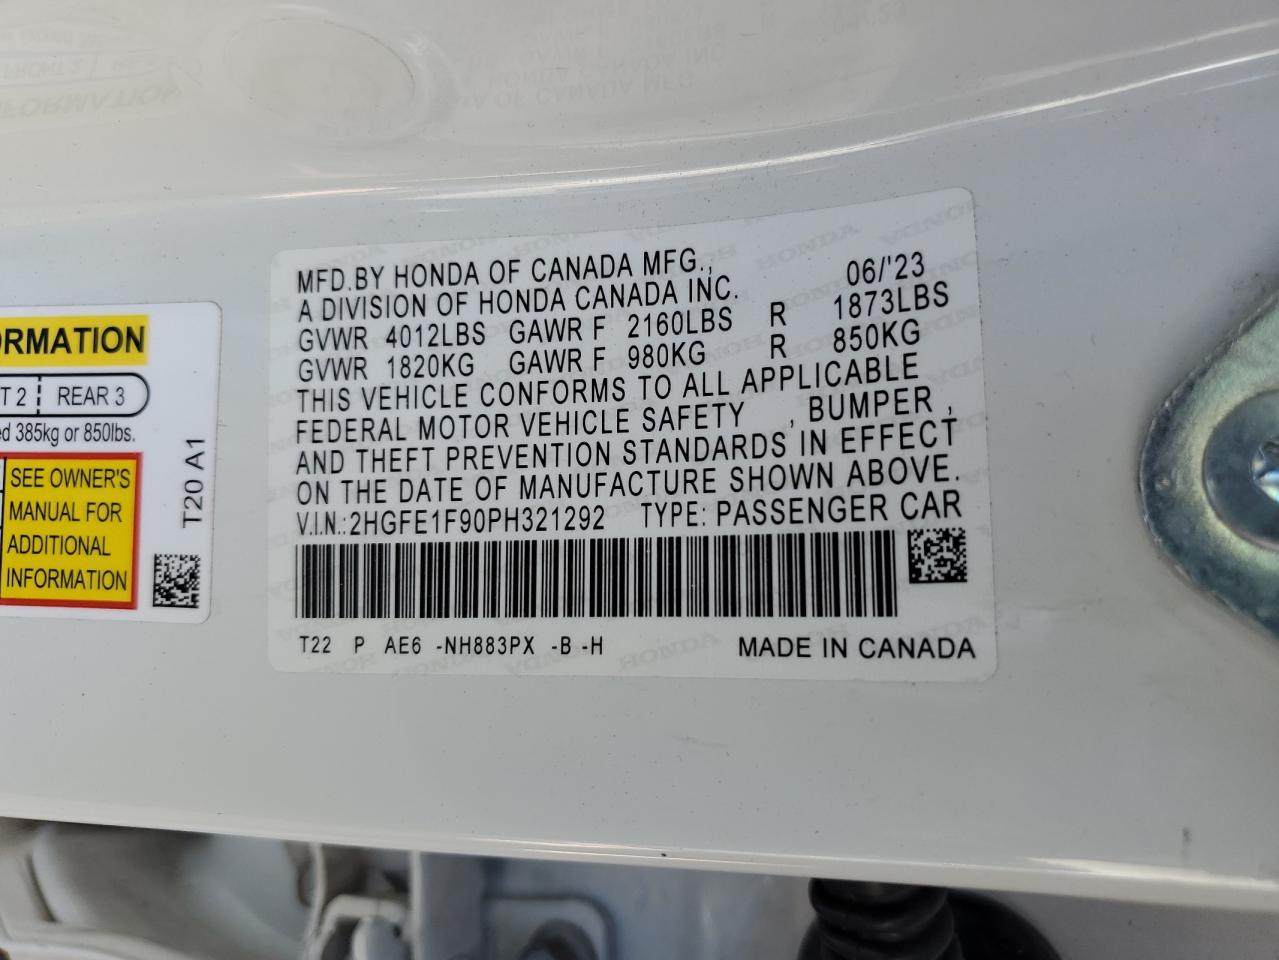 MFD.BY HONDA OF CANADA MFG., 06/'23
A DIVISION OF HONDA CANADA INC.
GVWR 4012LBS GAWR F 2160LBS R 1873LBS
GVWR 1820KG GAWR F 980KG R 850KG
THIS VEHICLE CONFORMS TO ALL APPLICABLE
FEDERAL MOTOR VEHICLE SAFETY , BUMPER ,
AND THEFT PREVENTION STANDARDS IN EFFECT
ON THE DATE OF MANUFACTURE SHOWN ABOVE.
V.I.N.:2HGFE1F90PH321292 TYPE: PASSENGER CAR
T22 P AE6 -NH883PX -B -H MADE IN CANADA
ORMATION
T 2 REAR 3
ed 385kg or 850lbs.
SEE OWNER'S
MANUAL FOR
ADDITIONAL
INFORMATION
T20 A1